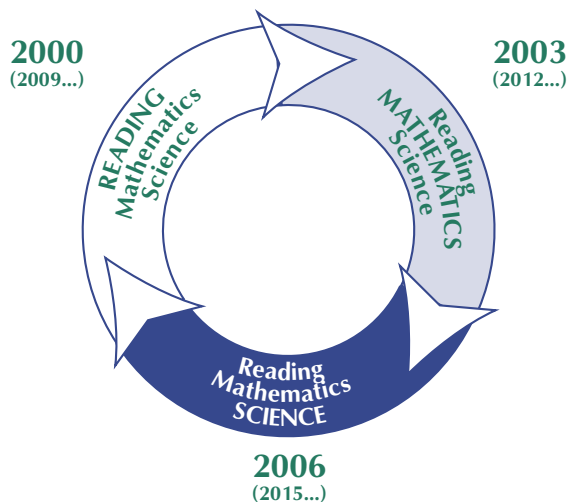 2000
(2009...)
READING
Mathematics
Science
2003
(2012...)
Reading
MATHEMATICS
Science
Reading
Mathematics
SCIENCE
2006
(2015...)